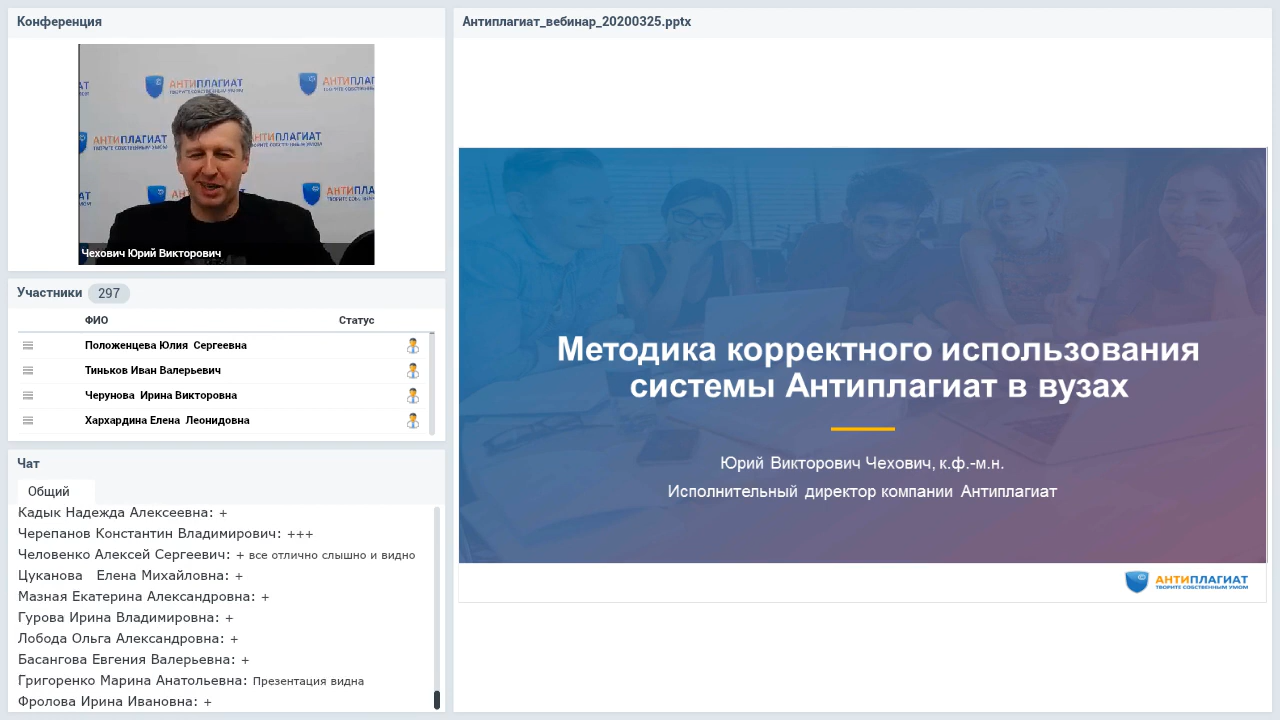 Конференция
АНТИПЛАГИАТ
АНТИПЛАГИАТ
АНТИПЛАГИАТ
Чехович Юрий Викторович
Участники 297
ФИО Статус
Положенцева Юлия Сергеевна
Тиньков Иван Валерьевич
Черунова Ирина Викторовна
Хархардина Елена Леонидовна
Чат
Общий
Кадык Надежда Алексеевна: +
Черепанов Константин Владимирович: +++
Человенко Алексей Сергеевич: + все отлично слышно и видно
Цуканова Елена Михайловна: +
Мазная Екатерина Александровна: +
Гурова Ирина Владимировна: +
Лобода Ольга Александровна: +
Басангова Евгения Валерьевна: +
Григоренко Марина Анатольевна: Презентация видна
Фролова Ирина Ивановна: +
Антиплагиат_вебинар_20200325.pptx
Методика корректного использования
системы Антиплагиат в вузах
Юрий Викторович Чехович, к.ф.-м.н.
Исполнительный директор компании Антиплагиат
АНТИПЛАГИАТ
ТВОРИТЕ СОБСТВЕННЫМ УМОМ